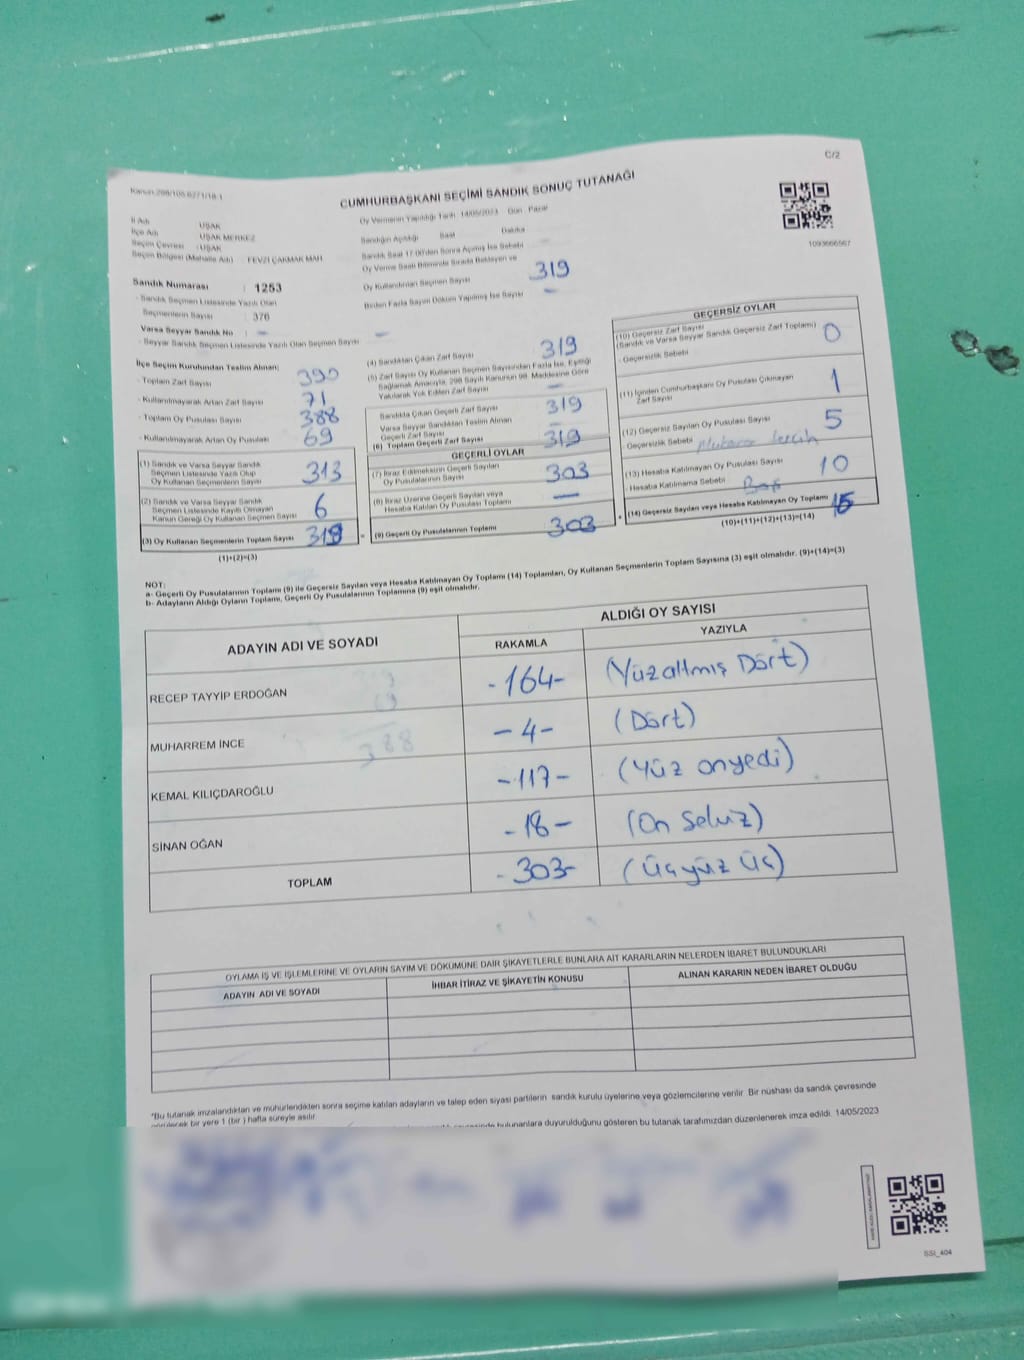 C/2
Kanun:298/105.6271/18.1
CUMHURBAŞKANI SEÇİMİ SANDIK SONUÇ TUTANAĞI
1093666567
İl Adı : UŞAK
İlçe Adı : UŞAK MERKEZ
Seçim Çevresi : UŞAK
Seçim Bölgesi (Mahalle Adı) : FEVZİ ÇAKMAK MAH.
Oy Vermenin Yapıldığı Tarih: 14/05/2023 Gün : Pazar
Sandığın Açıldığı Saat Dakika
Sandık Saat 17:00'den Sonra Açılmış İse Sebebi
Oy Verme Saati Bitiminde Sırada Bekleyen ve
Oy Kullandırılan Seçmen Sayısı 319
Birden Fazla Sayım Döküm Yapılmış İse Sayısı -
Sandık Numarası : 1253
- Sandık Seçmen Listesinde Yazılı Olan
Seçmenlerin Sayısı : 376
Varsa Seyyar Sandık No : -
- Seyyar Sandık Seçmen Listesinde Yazılı Olan Seçmen Sayısı : -
İlçe Seçim Kurulundan Teslim Alınan;
- Toplam Zarf Sayısı 390
- Kullanılmayarak Artan Zarf Sayısı 71
- Toplam Oy Pusulası Sayısı 388
- Kullanılmayarak Artan Oy Pusulası 69
(1) Sandık ve Varsa Seyyar Sandık
Seçmen Listesinde Yazılı Olup
Oy Kullanan Seçmenlerin Sayısı 313
(2) Sandık ve Varsa Seyyar Sandık
Seçmen Listesinde Kayıtlı Olmayan
Kanun Gereği Oy Kullanan Seçmen Sayısı 6
(3) Oy Kullanan Seçmenlerin Toplam Sayısı 319
(1)+(2)=(3)
(4) Sandıktan Çıkan Zarf Sayısı 319
(5) Zarf Sayısı Oy Kullanan Seçmen Sayısından Fazla İse, Eşitliği
Sağlamak Amacıyla, 298 Sayılı Kanunun 98. Maddesine Göre
Yakılarak Yok Edilen Zarf Sayısı -
Sandıkta Çıkan Geçerli Zarf Sayısı 319
Varsa Seyyar Sandıktan Teslim Alınan
Geçerli Zarf Sayısı -
(6) Toplam Geçerli Zarf Sayısı 319
GEÇERLİ OYLAR
(7) İtiraz Edilmeksizin Geçerli Sayılan
Oy Pusulalarının Sayısı 303
(8) İtiraz Üzerine Geçerli Sayılan veya
Hesaba Katılan Oy Pusulası Toplamı -
(9) Geçerli Oy Pusulalarının Toplamı 303
GEÇERSİZ OYLAR
(10) Geçersiz Zarf Sayısı
(Sandık ve Varsa Seyyar Sandık Geçersiz Zarf Toplamı) 0
- Geçersizlik Sebebi
(11) İçinden Cumhurbaşkanı Oy Pusulası Çıkmayan
Zarf Sayısı 1
(12) Geçersiz Sayılan Oy Pusulası Sayısı 5
- Geçersizlik Sebebi
(13) Hesaba Katılmayan Oy Pusulası Sayısı 10
- Hesaba Katılmama Sebebi Boş
(14) Geçersiz Sayılan veya Hesaba Katılmayan Oy Toplamı
(10)+(11)+(12)+(13)=(14)
NOT:
a- Geçerli Oy Pusulalarının Toplamı (9) ile Geçersiz Sayılan veya Hesaba Katılmayan Oy Toplamı (14) Toplamları, Oy Kullanan Seçmenlerin Toplam Sayısına (3) eşit olmalıdır. (9)+(14)=(3)
b- Adayların Aldığı Oyların Toplamı, Geçerli Oy Pusulalarının Toplamına (9) eşit olmalıdır.
ADAYIN ADI VE SOYADI
ALDIĞI OY SAYISI
RAKAMLA YAZIYLA
RECEP TAYYİP ERDOĞAN -164- (Yüzaltmış Dört)
MUHARREM İNCE -4- (Dört)
388
KEMAL KILIÇDAROĞLU -117- (Yüz onyedi)
SİNAN OĞAN -18- (On Sekiz)
TOPLAM -303- (Üçyüz Üç)
OYLAMA İŞ VE İŞLEMLERİNE VE OYLARIN SAYIM VE DÖKÜMÜNE DAİR ŞİKAYETLERLE BUNLARA AİT KARARLARIN NELERDEN İBARET BULUNDUKLARI
ADAYIN ADI VE SOYADI İHBAR İTİRAZ VE ŞİKAYETİN KONUSU ALINAN KARARIN NEDEN İBARET OLDUĞU
*Bu tutanak imzalandıktan ve mühürlendikten sonra seçime katılan adayların ve talep eden siyasi partilerin sandık kurulu üyelerine veya gözlemcilerine verilir. Bir nüshası da sandık çevresinde
görülecek bir yere 1 (bir) hafta süreyle asılır.
bulunanlara duyurulduğunu gösteren bu tutanak tarafımızdan düzenlenerek imza edildi. 14/05/2023
SSI_404